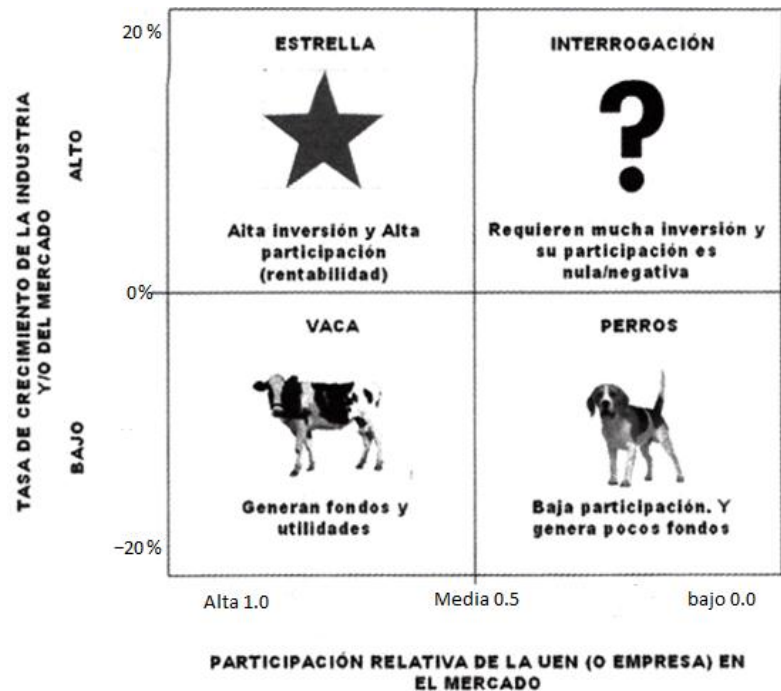 20 %
ESTRELLA
INTERROGACIÓN
?
Alta inversión y Alta
participación
(rentabilidad)
Requieren mucha inversión y
su participación es
nula/negativa
TASA DE CRECIMIENTO DE LA INDUSTRIA
Y/O DEL MERCADO
ALTO
0%
VACA
PERROS
BAJO
Generan fondos y
utilidades
Baja participación. Y
genera pocos fondos
−20 %
Alta 1.0
Media 0.5
bajo 0.0
PARTICIPACIÓN RELATIVA DE LA UEN (O EMPRESA) EN
EL MERCADO